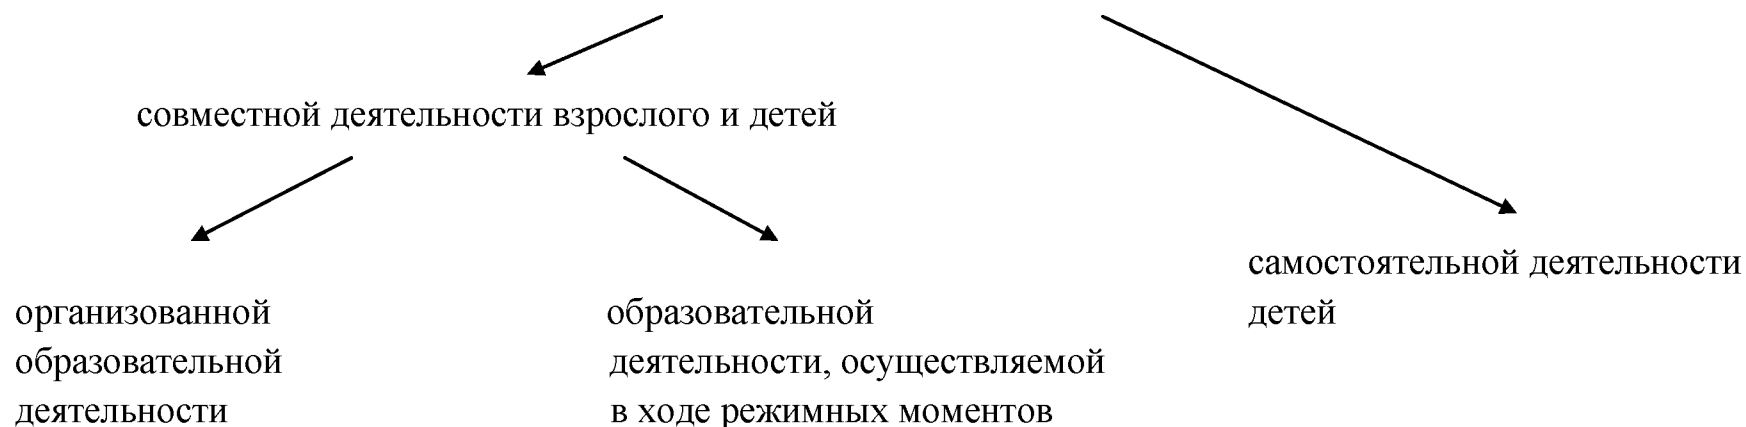 совместной деятельности взрослого и детей
самостоятельной деятельности
детей
организованной
образовательной
деятельности
образовательной
деятельности, осуществляемой
в ходе режимных моментов